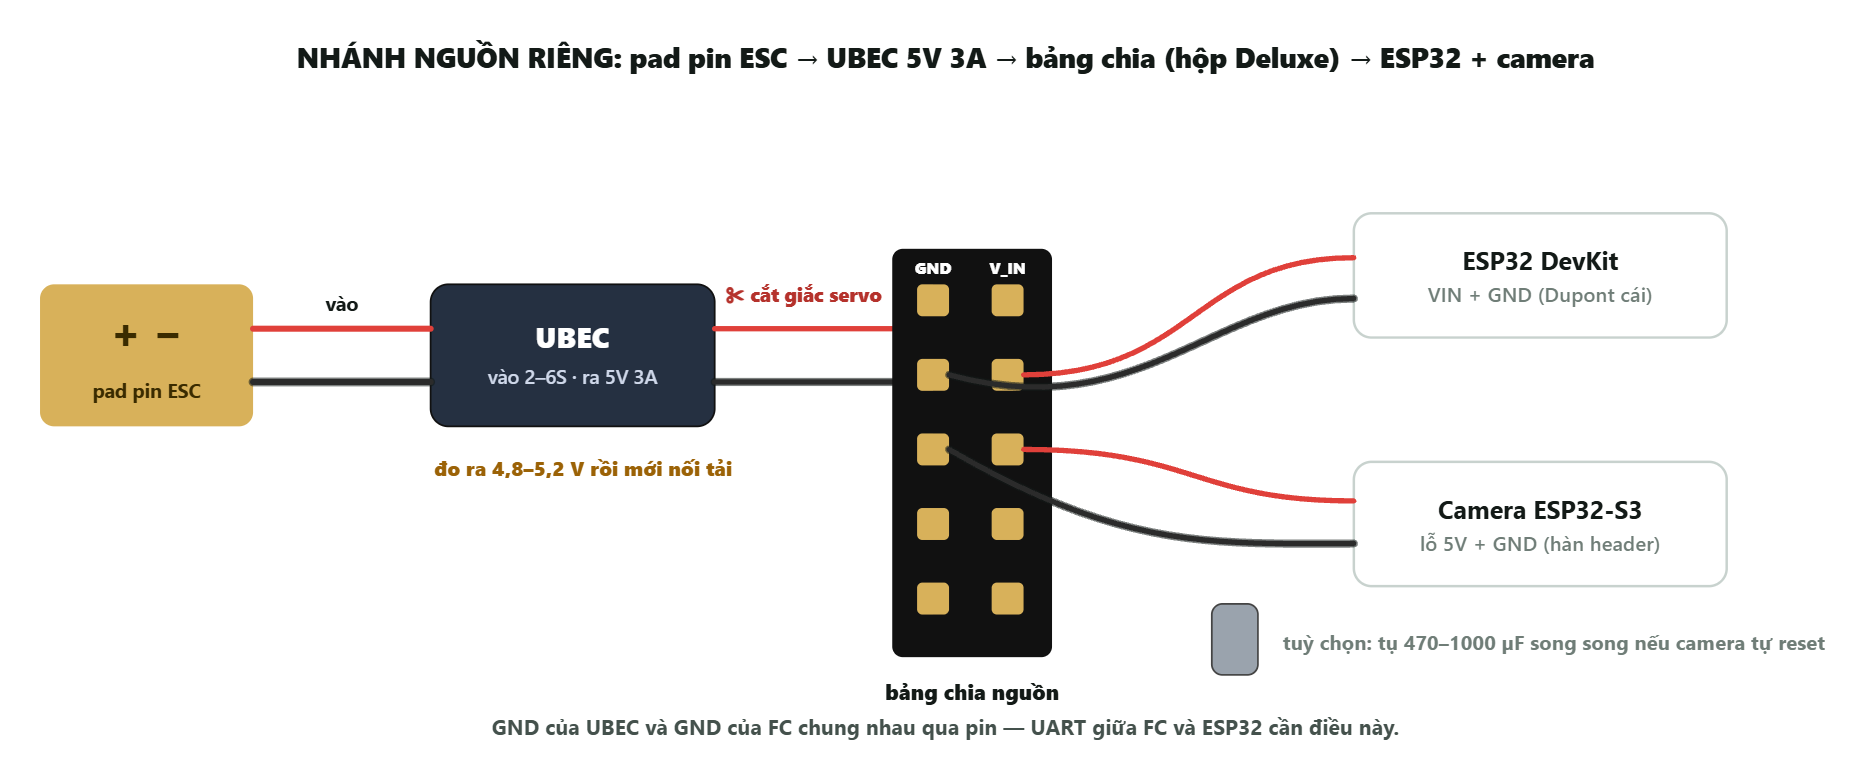 NHÁNH NGUỒN RIÊNG: pad pin ESC → UBEC 5V 3A → bảng chia (hộp Deluxe) → ESP32 + camera
+ −
pad pin ESC
vào
UBEC
vào 2–6S · ra 5V 3A
đo ra 4,8–5,2 V rồi mới nối tải
✂ cắt giắc servo
GND V_IN
bảng chia nguồn
ESP32 DevKit
VIN + GND (Dupont cái)
Camera ESP32-S3
lỗ 5V + GND (hàn header)
tuỳ chọn: tụ 470–1000 µF song song nếu camera tự reset
GND của UBEC và GND của FC chung nhau qua pin — UART giữa FC và ESP32 cần điều này.